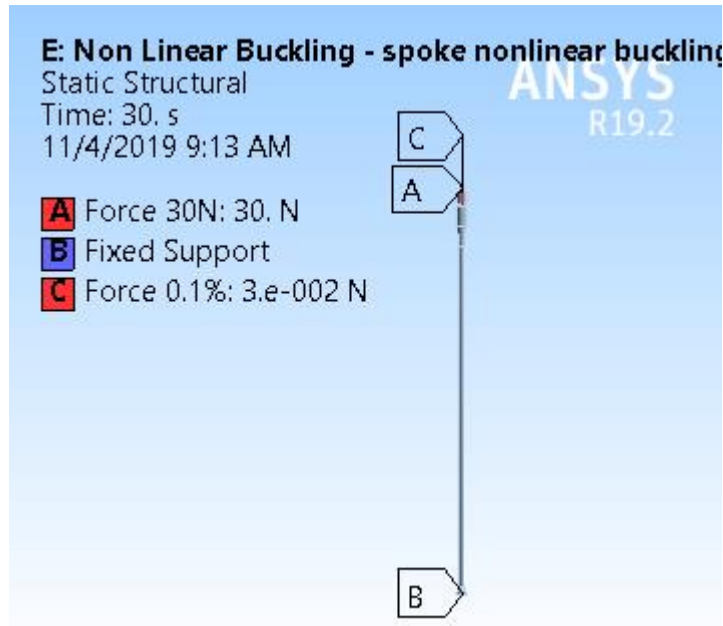 E: Non Linear Buckling - spoke nonlinear buckling
Static Structural
Time: 30. s
11/4/2019 9:13 AM
ANSYS
R19.2
A Force 30N: 30. N
B Fixed Support
C Force 0.1%: 3.e-002 N
C
A
B